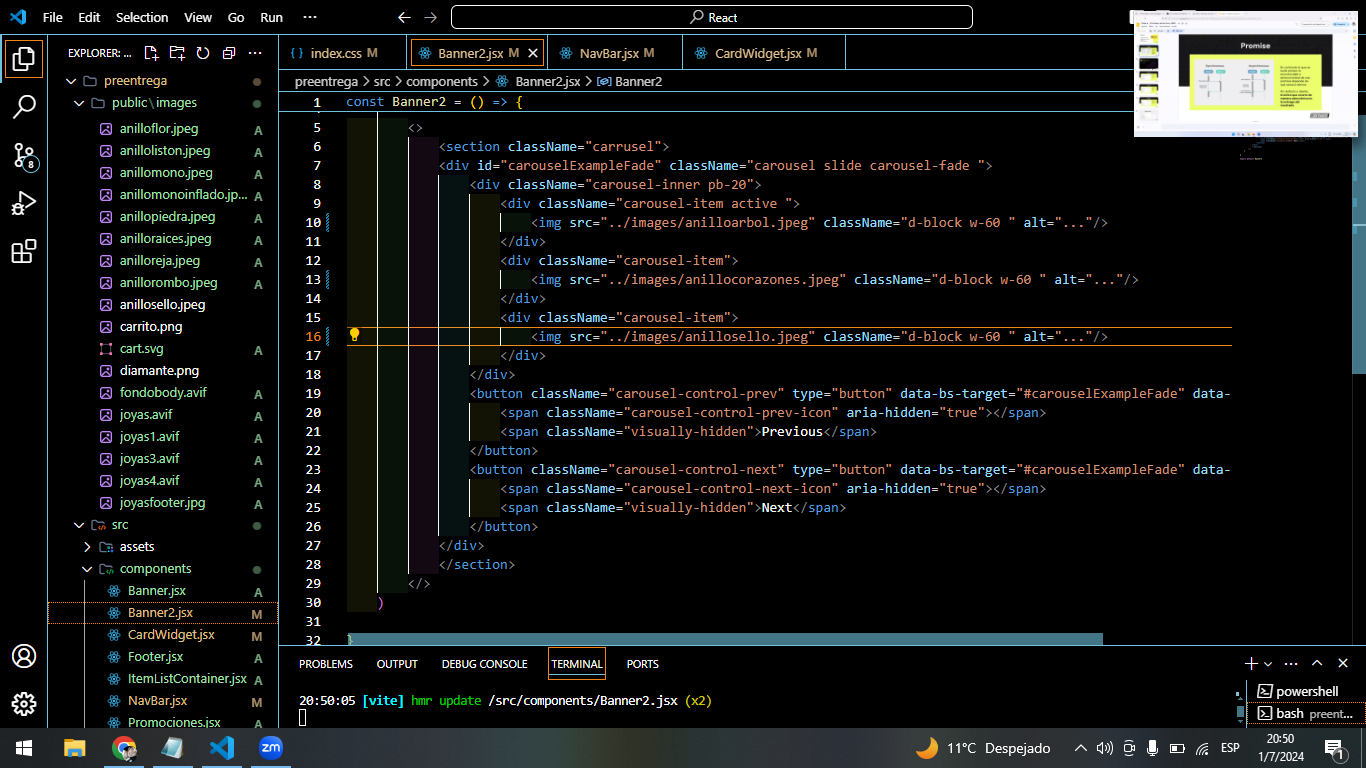 File Edit Selection View Go Run ··· React
EXPLORER: ...
preentrega
public\images
anilloflor.jpeg A
anilloliston.jpeg A
anillomono.jpeg A
anillomonoinflado.jp... A
anillopiedra.jpeg A
anilloraices.jpeg A
anilloreja.jpeg A
anillorombo.jpeg A
anillosello.jpeg
carrito.png
cart.svg A
diamante.png
fondobody.avif A
joyas.avif A
joyas1.avif A
joyas3.avif A
joyas4.avif A
joyasfooter.jpg A
src
assets
components
Banner.jsx A
Banner2.jsx M
CardWidget.jsx M
Footer.jsx A
ItemListContainer.jsx A
NavBar.jsx M
Promociones.jsx A
index.css M Banner2.jsx M NavBar.jsx M CardWidget.jsx M
preentrega > src > components > Banner2.jsx > Banner2
1 const Banner2 = () => {
5 <>
6 <section className="carrusel">
7 <div id="carouselExampleFade" className="carousel slide carousel-fade ">
8 <div className="carousel-inner pb-20">
9 <div className="carousel-item active ">
10 <img src="../images/anilloarbol.jpeg" className="d-block w-60 " alt="..."/>
11 </div>
12 <div className="carousel-item">
13 <img src="../images/anillocorazones.jpeg" className="d-block w-60 " alt="..."/>
14 </div>
15 <div className="carousel-item">
16 <img src="../images/anillosello.jpeg" className="d-block w-60 " alt="..."/>
17 </div>
18 </div>
19 <button className="carousel-control-prev" type="button" data-bs-target="#carouselExampleFade" data-
20 <span className="carousel-control-prev-icon" aria-hidden="true"></span>
21 <span className="visually-hidden">Previous</span>
22 </button>
23 <button className="carousel-control-next" type="button" data-bs-target="#carouselExampleFade" data-
24 <span className="carousel-control-next-icon" aria-hidden="true"></span>
25 <span className="visually-hidden">Next</span>
26 </button>
27 </div>
28 </section>
29 </>
30 )
31
32 }
Promise
PROBLEMS OUTPUT DEBUG CONSOLE TERMINAL PORTS
20:50:05 [vite] hmr update /src/components/Banner2.jsx (x2)
powershell
bash preent...
8
zm
11°C Despejado
ESP
20:50
1/7/2024
1